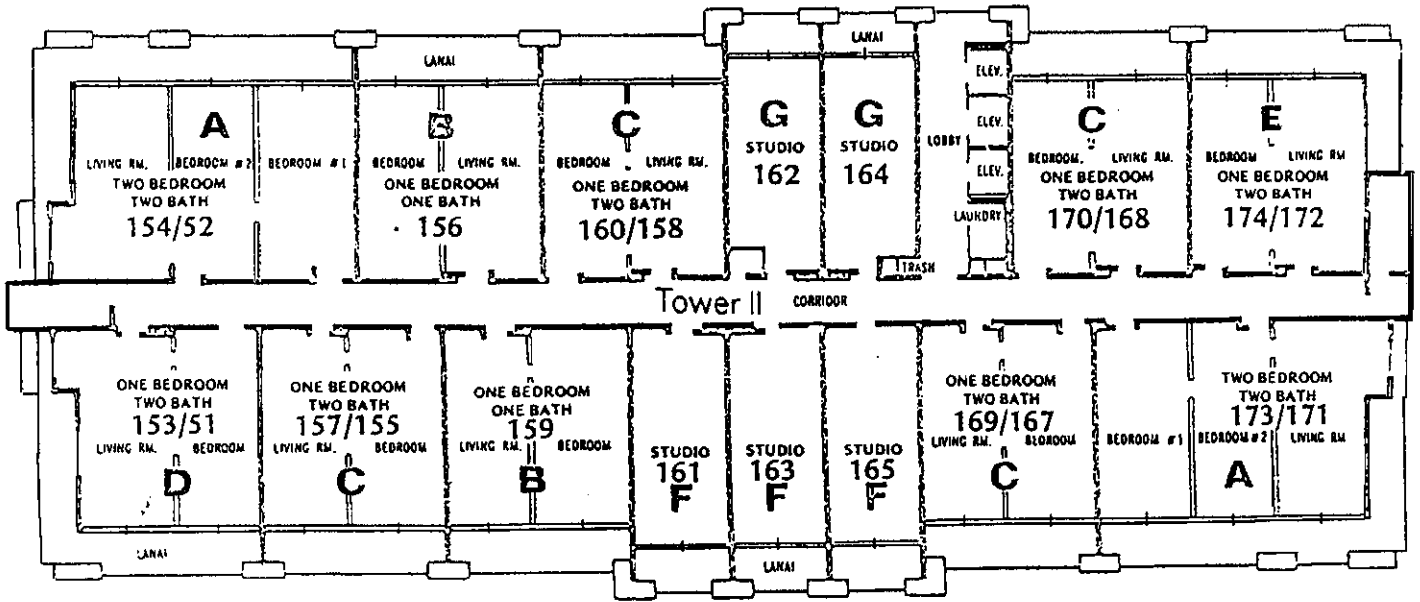 LANAI
A
LIVING RM.
BEDROOM #2
BEDROOM #1
TWO BEDROOM
TWO BATH
154/52
B
BEDROOM
LIVING RM.
ONE BEDROOM
ONE BATH
156
C
BEDROOM
LIVING RM.
ONE BEDROOM
TWO BATH
160/158
LANAI
G
STUDIO
162
G
STUDIO
164
ELEV.
ELEV.
ELEV.
LOBBY
LAUNDRY
TRASH
C
BEDROOM.
LIVING RM.
ONE BEDROOM
TWO BATH
170/168
E
BEDROOM
LIVING RM
ONE BEDROOM
TWO BATH
174/172
Tower II
CORRIDOR
ONE BEDROOM
TWO BATH
153/51
LIVING RM.
BEDROOM
D
ONE BEDROOM
TWO BATH
157/155
LIVING RM.
BEDROOM
C
ONE BEDROOM
ONE BATH
159
LIVING RM.
BEDROOM
B
STUDIO
161
F
STUDIO
163
F
STUDIO
165
F
ONE BEDROOM
TWO BATH
169/167
LIVING RM.
BEDROOM
C
TWO BEDROOM
TWO BATH
173/171
BEDROOM #1
BEDROOM #2
LIVING RM
A
LANAI
LANAI